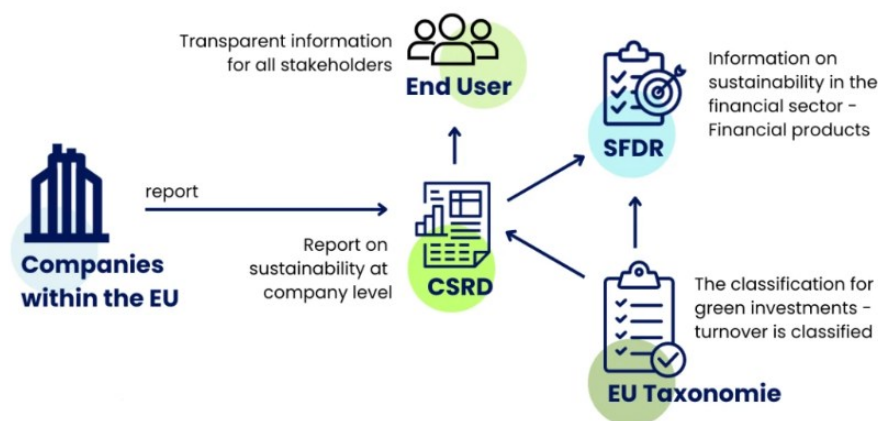 Transparent information
for all stakeholders
End User
Information on
sustainability in the
financial sector -
Financial products
SFDR
report
Companies
within the EU
Report on
sustainability at
company level
CSRD
The classification for
green investments -
turnover is classified
EU Taxonomie